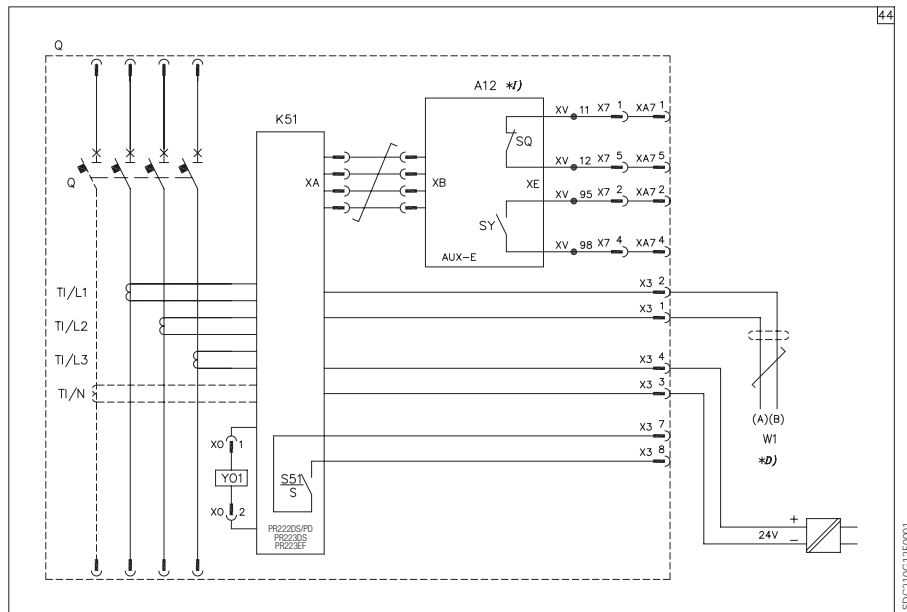 44
Q
A12 *I)
K51
XV 11 X7 1 XA7 1
SQ
XA
XB
XV 12 X7 5 XA7 5
XE
Q
XV 95 X7 2 XA7 2
SY
XV 98 X7 4 XA7 4
AUX-E
TI/L1
X3 2
TI/L2
X3 1
TI/L3
X3 4
TI/N
X3 3
(A)(B)
W1
*D)
X3 7
XO 1
X3 8
YO1
S51
S
XO 2
PR222DS/PD
PR223DS
PR223EF
+
24V
−